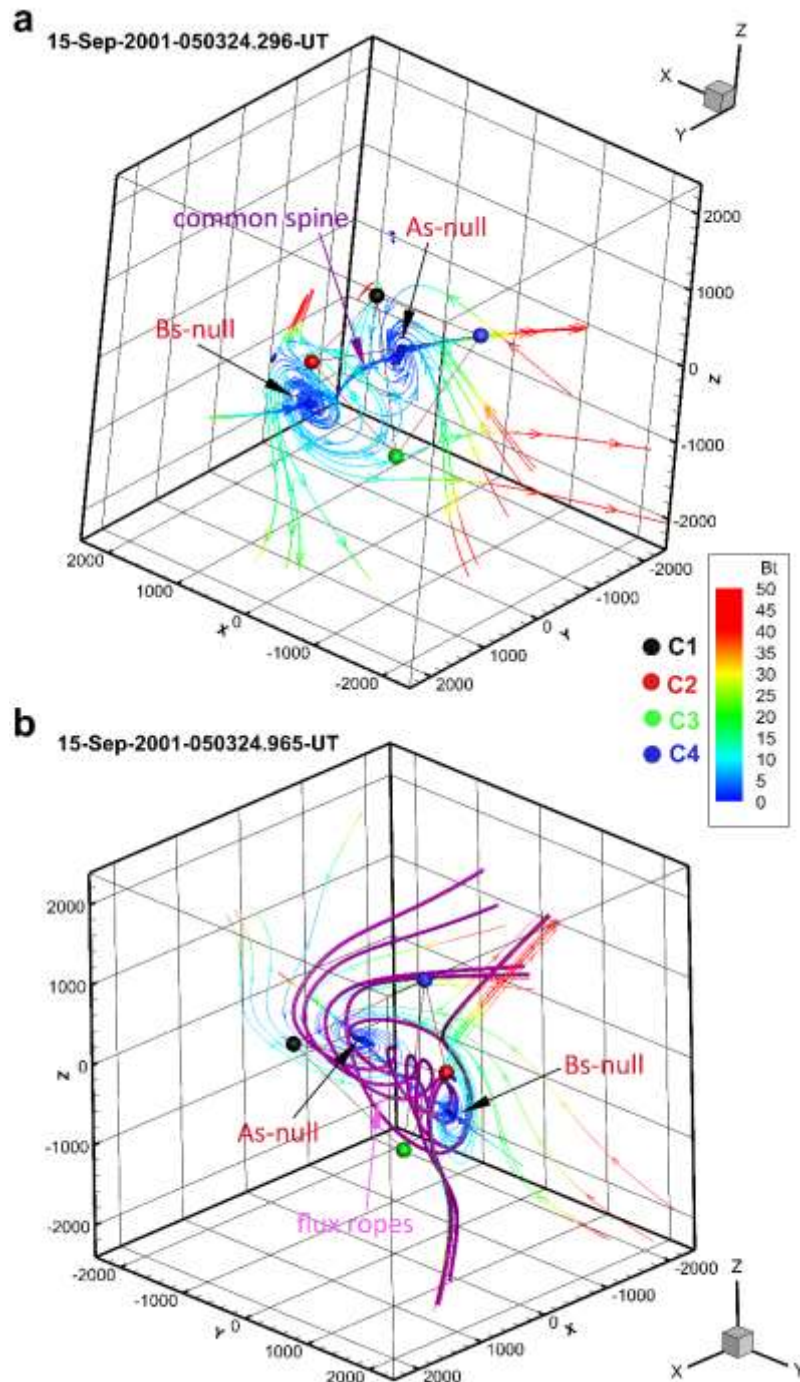 a
15-Sep-2001-050324.296-UT
Z
X
Y
common spine
As-null
Bs-null
2000
1000
0
Z
-1000
-2000
2000
1000
0
X
-1000
-2000
-2000
-1000
0
Y
1000
2000
Bt
50
45
40
35
30
25
20
15
10
5
0
C1
C2
C3
C4
b
15-Sep-2001-050324.965-UT
2000
1000
0
Z
-1000
-2000
As-null
Bs-null
flux ropes
-2000
-1000
Y
0
1000
2000
-2000
-1000
X
0
1000
2000
Z
X
Y